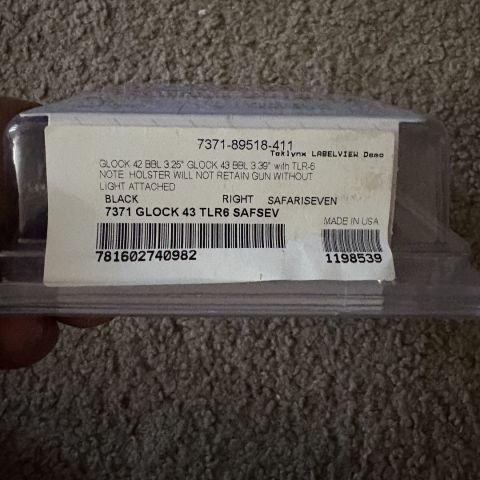 7371-89518-411
Teklynx LABELVIEW Demo
GLOCK 42 BBL 3.25" GLOCK 43 BBL 3.39" with TLR-6
NOTE HOLSTER WILL NOT RETAIN GUN WITHOUT
LIGHT ATTACHED
BLACK RIGHT SAFARISEVEN
7371 GLOCK 43 TLR6 SAFSEV
MADE IN USA
781602740982
1198539